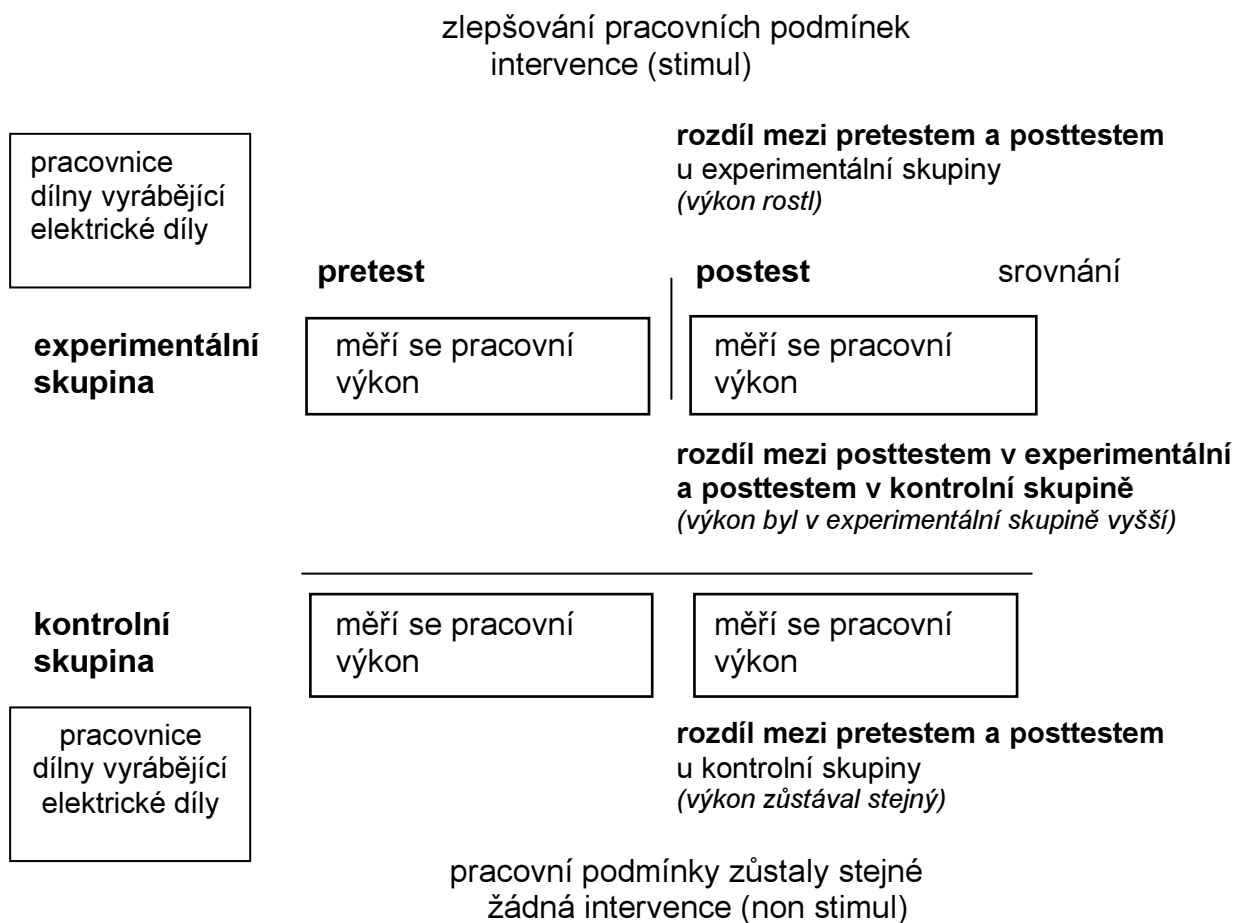 zlepšování pracovních podmínek
intervence (stimul)
rozdíl mezi pretestem a posttestem
u experimentální skupiny
(výkon rostl)
pracovnice
dílny vyrábějící
elektrické díly
pretest
postest
srovnání
experimentální
skupina
měří se pracovní
výkon
měří se pracovní
výkon
rozdíl mezi posttestem v experimentální
a posttestem v kontrolní skupině
(výkon byl v experimentální skupině vyšší)
kontrolní
skupina
měří se pracovní
výkon
měří se pracovní
výkon
pracovnice
dílny vyrábějící
elektrické díly
rozdíl mezi pretestem a posttestem
u kontrolní skupiny
(výkon zůstával stejný)
pracovní podmínky zůstaly stejné
žádná intervence (non stimul)